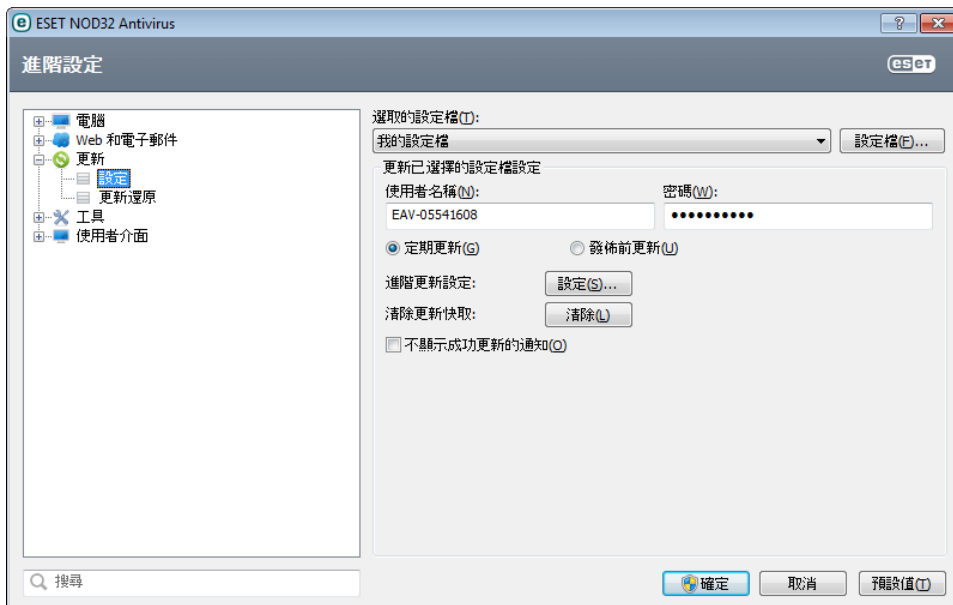 ESET NOD32 Antivirus
進階設定
eseT
電腦
Web 和電子郵件
更新
設定
更新還原
工具
使用者介面
搜尋
選取的設定檔(T):
我的設定檔
設定檔(F)...
更新已選擇的設定檔設定
使用者名稱(N): 密碼(W):
EAV-05541608 ••••••••••
定期更新(G) 發佈前更新(U)
進階更新設定: 設定(S)...
清除更新快取: 清除(L)
不顯示成功更新的通知(O)
確定 取消 預設值(T)